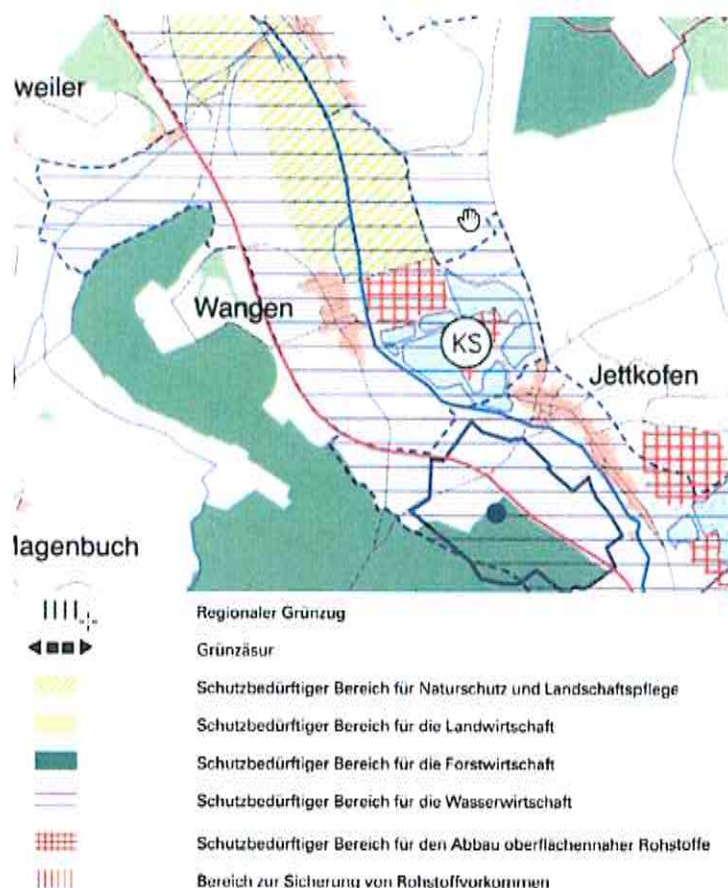 weiler
Wangen
KS
Jettkofen
lagenbuch
Regionaler Grünzug
Grünzäsur
Schutzbedürftiger Bereich für Naturschutz und Landschaftspflege
Schutzbedürftiger Bereich für die Landwirtschaft
Schutzbedürftiger Bereich für die Forstwirtschaft
Schutzbedürftiger Bereich für die Wasserwirtschaft
Schutzbedürftiger Bereich für den Abbau oberflächennaher Rohstoffe
Bereich zur Sicherung von Rohstoffvorkommen